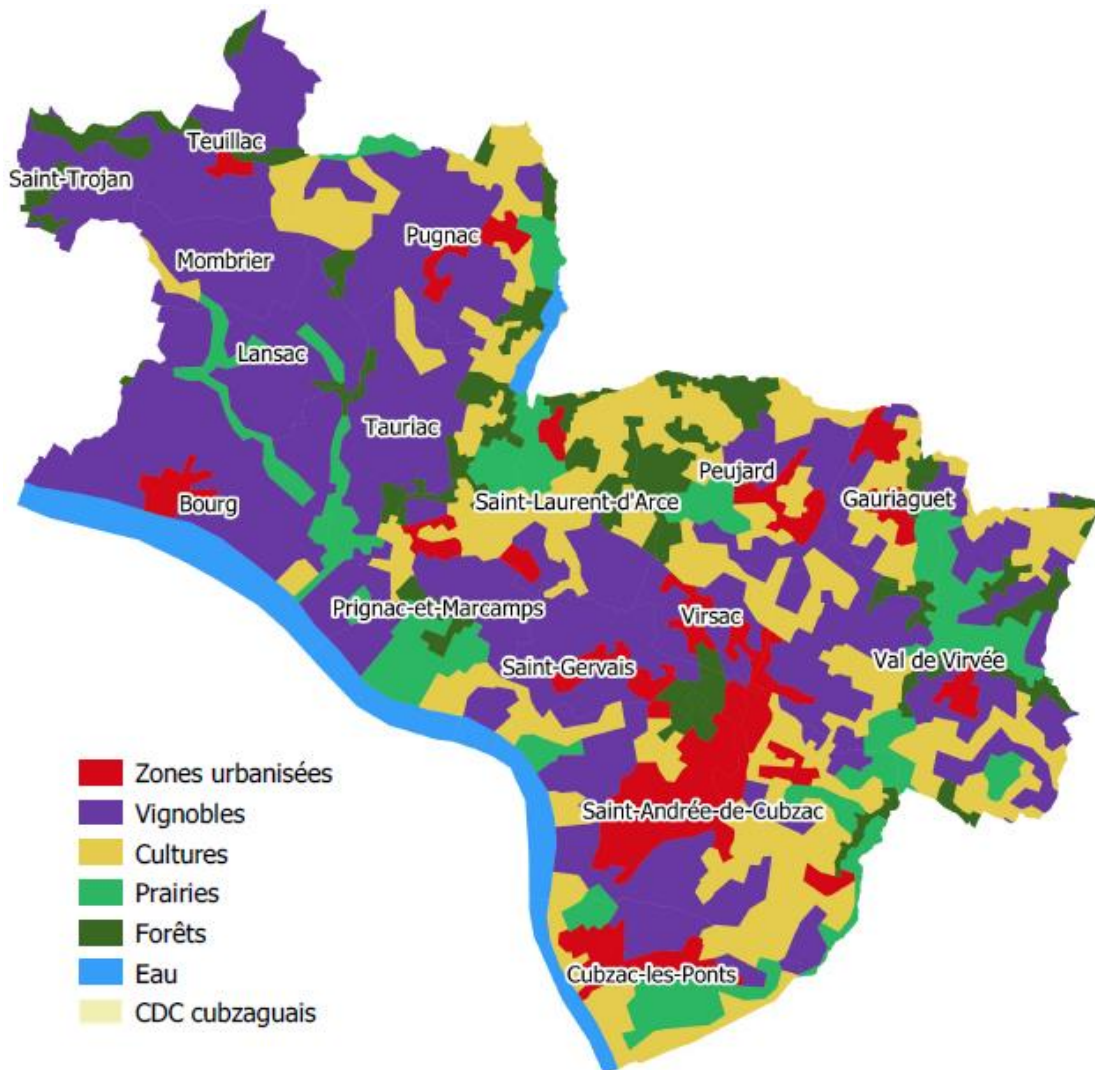 Teuillac
Saint-Trojan
Pugnac
Mombrier
Lansac
Tauriac
Peujard
Bourg
Saint-Laurent-d'Arce
Gauriaguet
Prignac-et-Marcamps
Virsac
Saint-Gervais
Val de Virvée
Saint-Andrée-de-Cubzac
Cubzac-les-Ponts
Zones urbanisées
Vignobles
Cultures
Prairies
Forêts
Eau
CDC cubzaguais